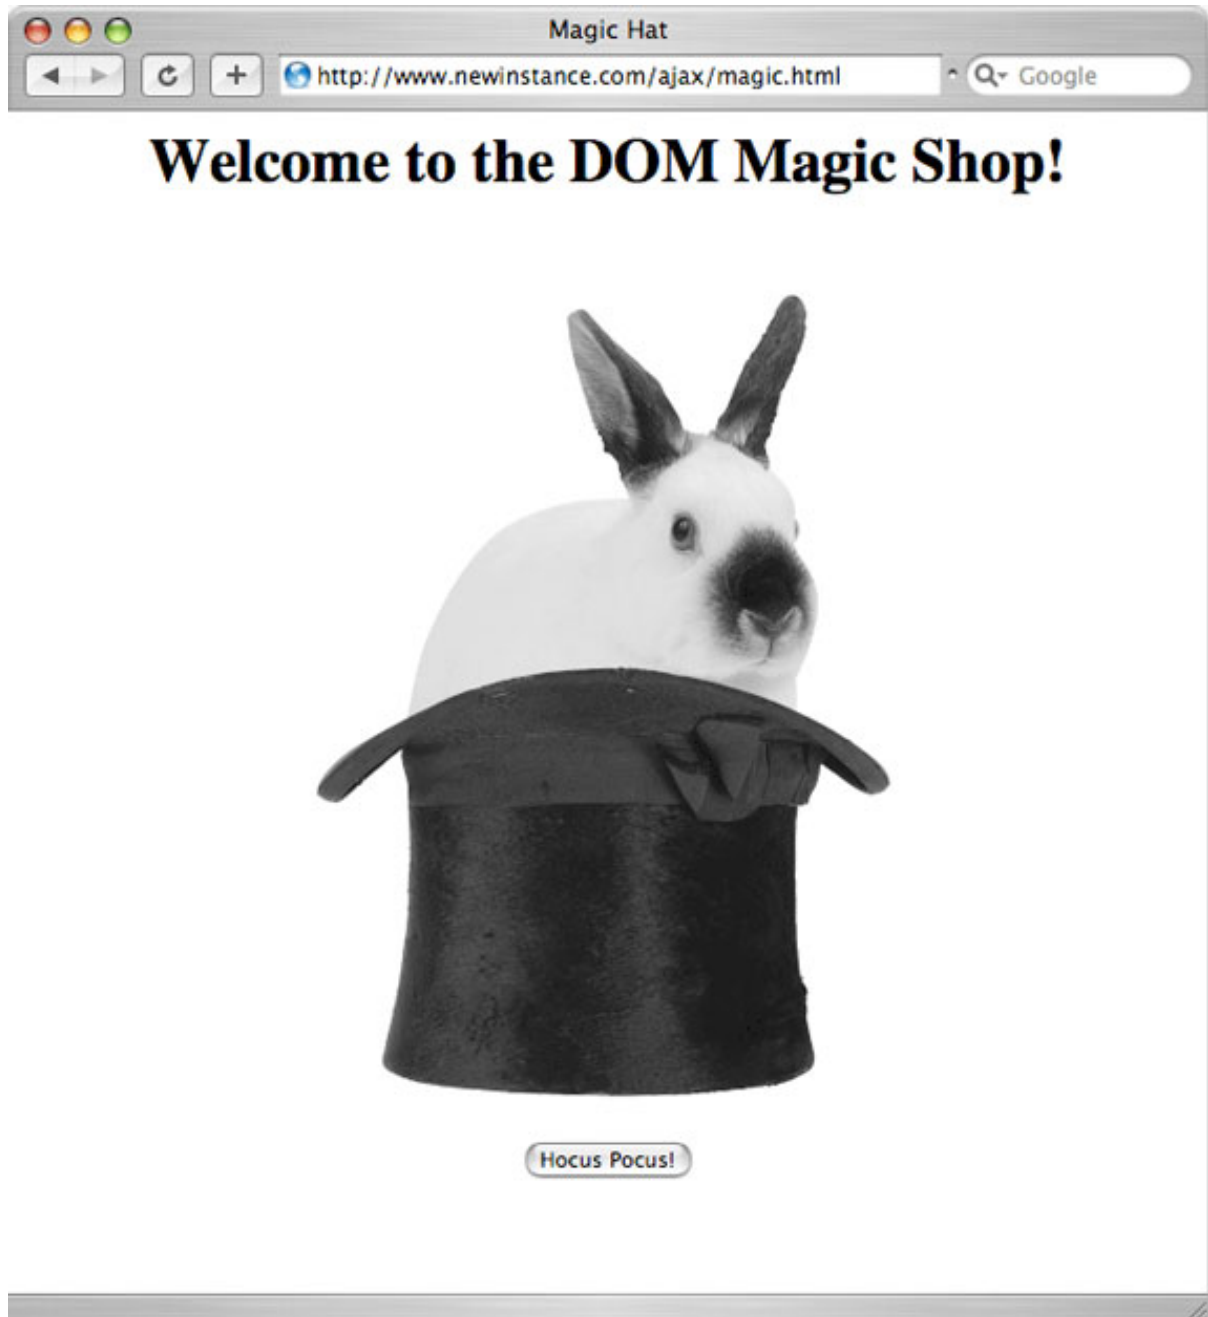 Magic Hat
http://www.newinstance.com/ajax/magic.html
Google
Welcome to the DOM Magic Shop!
Hocus Pocus!